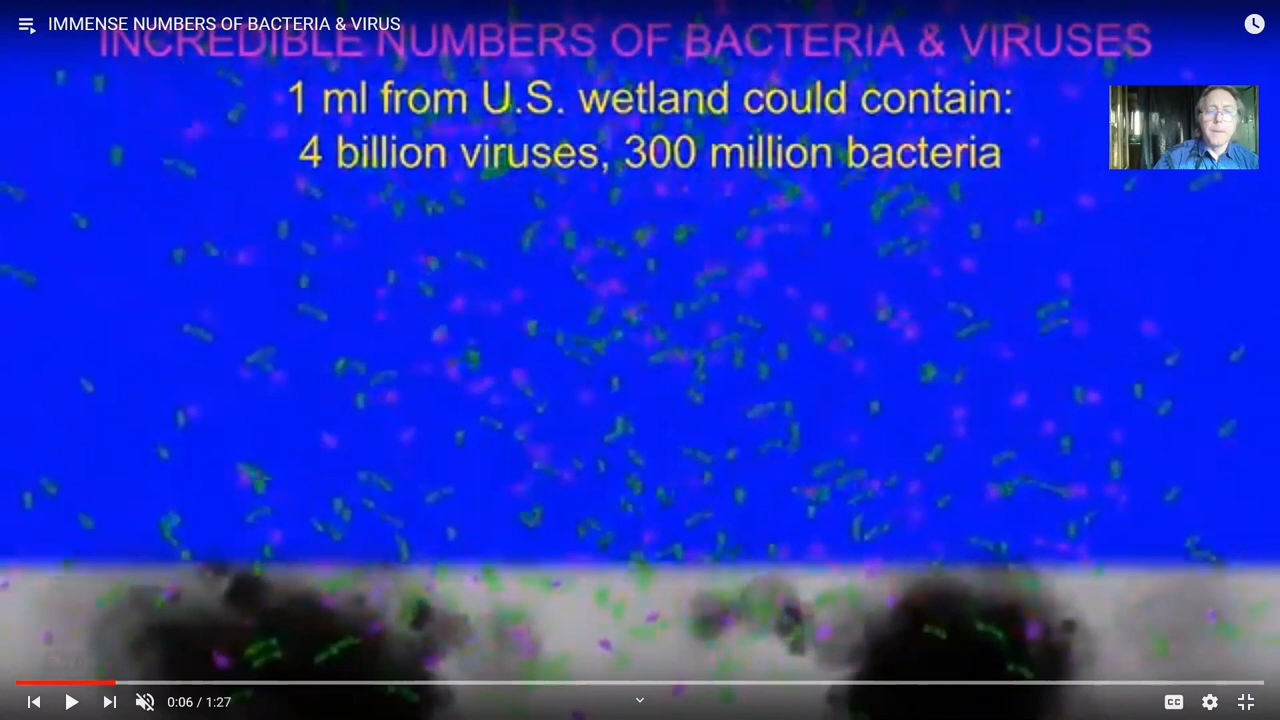 IMMENSE NUMBERS OF BACTERIA & VIRUS
INCREDIBLE NUMBERS OF BACTERIA & VIRUSES
1 ml from U.S. wetland could contain:
4 billion viruses, 300 million bacteria
0:06 / 1:27
CC